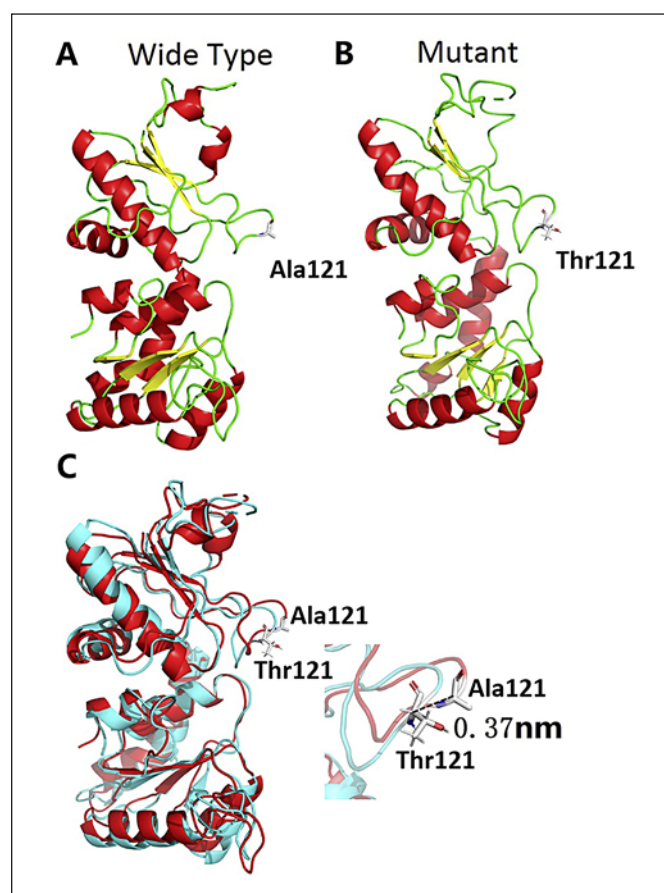 A Wide Type
B Mutant
Ala121
Thr121
C
Ala121
Thr121
Ala121
0.37nm
Thr121